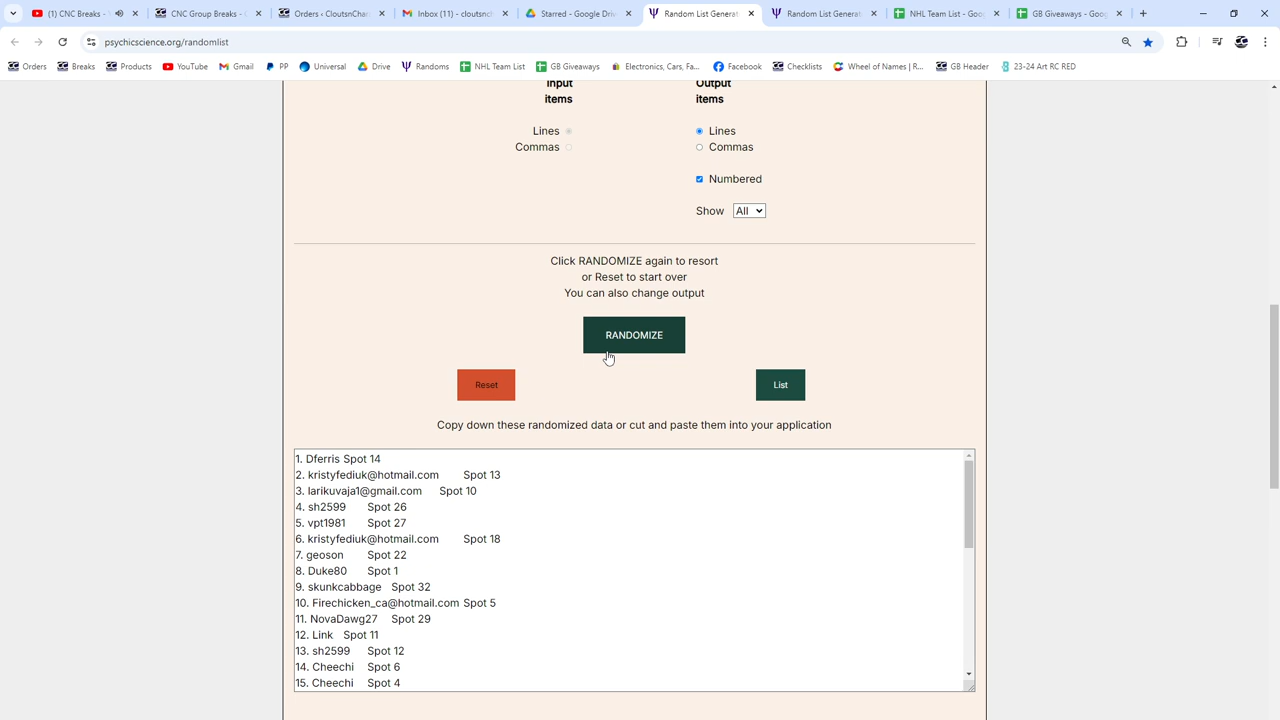 (1) CNC Breaks -
CNC Group Breaks -
Orders - CloutsnChar
Inbox (11) - cloutsnch
Starred - Google Driv
Random List Generat
Random List Generat
NHL Team List - Goo
GB Giveaways - Goog
psychicscience.org/randomlist
Orders
Breaks
Products
YouTube
Gmail
PP
Universal
Drive
Randoms
NHL Team List
GB Giveaways
Electronics, Cars, Fa...
Facebook
Checklists
Wheel of Names | R...
GB Header
23-24 Art RC RED
Input
items
Output
items
Lines
Commas
Lines
Commas
Numbered
Show All
Click RANDOMIZE again to resort
or Reset to start over
You can also change output
RANDOMIZE
Reset
List
Copy down these randomized data or cut and paste them into your application
1. Dferris Spot 14
2. kristyfediuk@hotmail.com Spot 13
3. larikuvaja1@gmail.com Spot 10
4. sh2599 Spot 26
5. vpt1981 Spot 27
6. kristyfediuk@hotmail.com Spot 18
7. geoson Spot 22
8. Duke80 Spot 1
9. skunkcabbage Spot 32
10. Firechicken_ca@hotmail.com Spot 5
11. NovaDawg27 Spot 29
12. Link Spot 11
13. sh2599 Spot 12
14. Cheechi Spot 6
15. Cheechi Spot 4